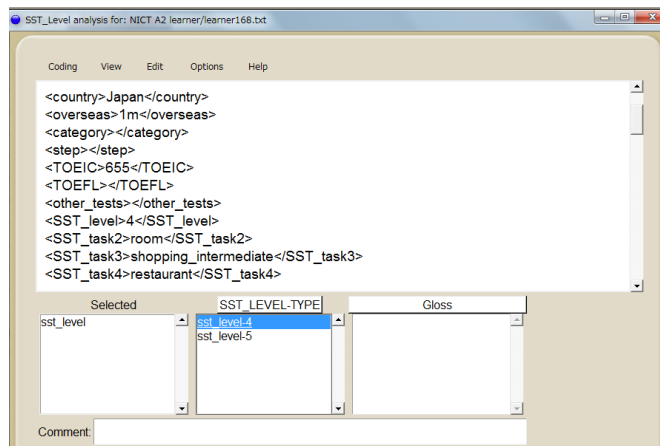 SST_Level analysis for: NICT A2 learner/learner168.txt
Coding View Edit Options Help
<country>Japan</country>
<overseas>1m</overseas>
<category></category>
<step></step>
<TOEIC>655</TOEIC>
<TOEFL></TOEFL>
<other_tests></other_tests>
<SST_level>4</SST_level>
<SST_task2>room</SST_task2>
<SST_task3>shopping_intermediate</SST_task3>
<SST_task4>restaurant</SST_task4>
Selected SST_LEVEL-TYPE Gloss
sst_level sst_level-4
sst_level-5
Comment: